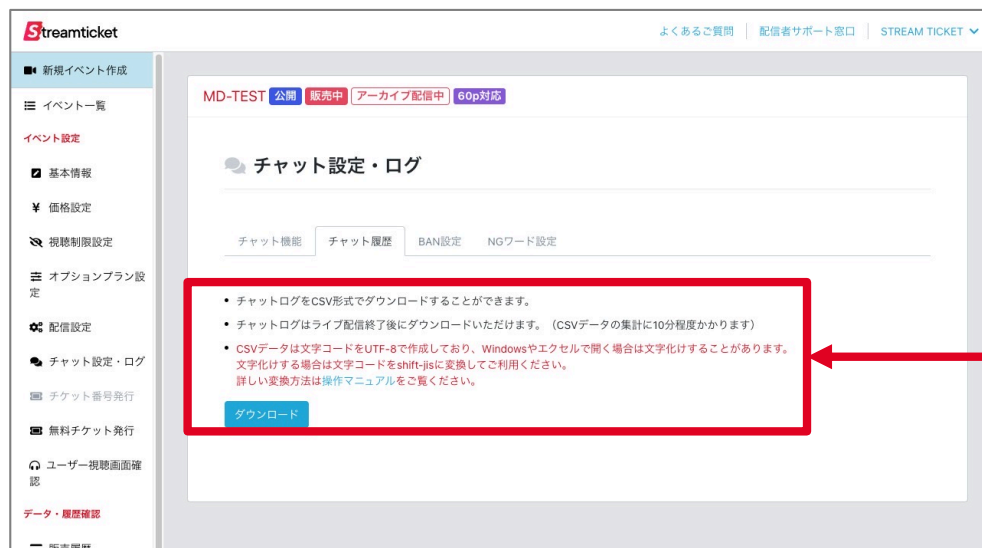 Streamticket
よくあるご質問
配信者サポート窓口
STREAM TICKET
新規イベント作成
イベント一覧
イベント設定
基本情報
¥ 価格設定
視聴制限設定
オプションプラン設
定
配信設定
チャット設定・ログ
チケット番号発行
無料チケット発行
ユーザー視聴画面確
認
データ・履歴確認
販売履歴
MD-TEST 公開 販売中 アーカイブ配信中 60p対応
チャット設定・ログ
チャット機能 チャット履歴 BAN設定 NGワード設定
• チャットログをCSV形式でダウンロードすることができます。
• チャットログはライブ配信終了後にダウンロードいただけます。（CSVデータの集計に10分程度かかります）
• CSVデータは文字コードをUTF-8で作成しており、Windowsやエクセルで開く場合は文字化けすることがあります。
文字化けする場合は文字コードをshift-jisに変換してご利用ください。
詳しい変換方法は操作マニュアルをご覧ください。
ダウンロード